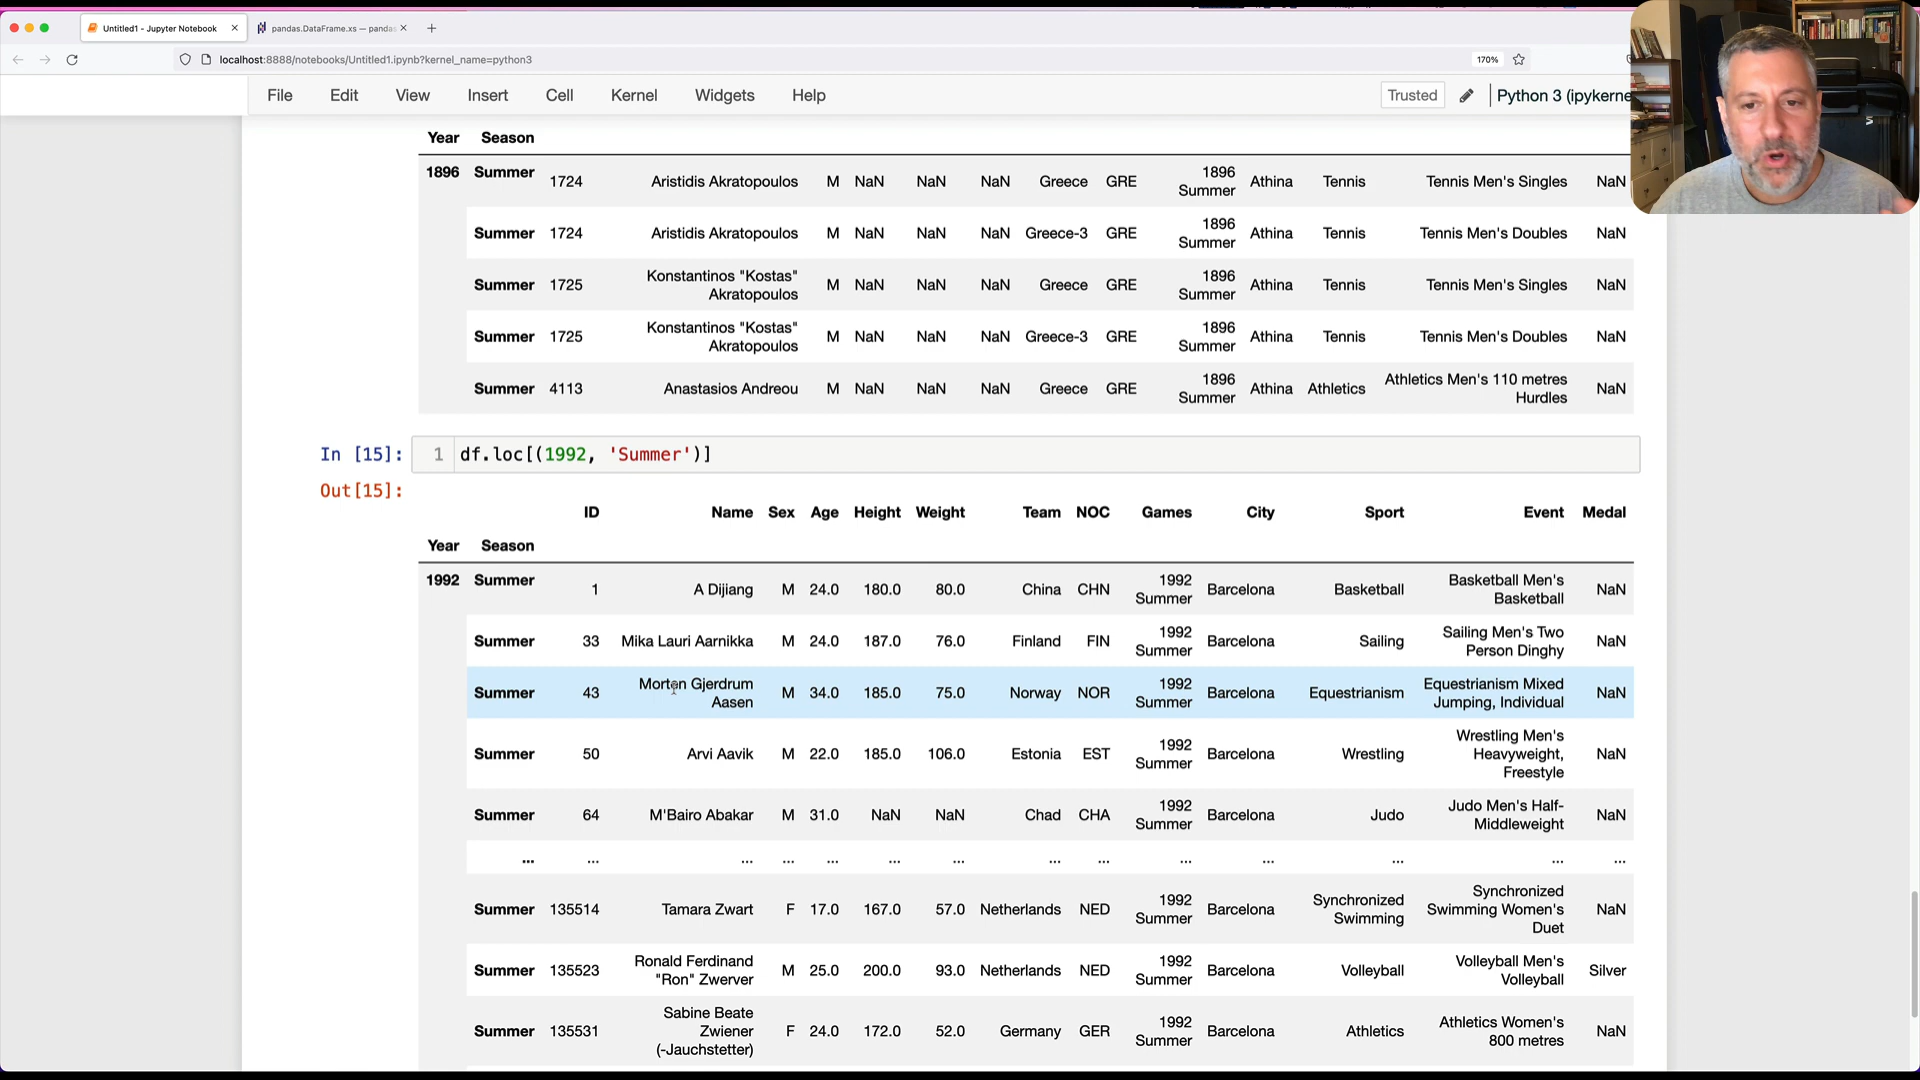 Untitled1 - Jupyter Notebook
pandas.DataFrame.xs — pandas
localhost:8888/notebooks/Untitled1.ipynb?kernel_name=python3
170%
File Edit View Insert Cell Kernel Widgets Help
Trusted
Python 3 (ipykerne
Year Season
1896 Summer 1724 Aristidis Akratopoulos M NaN NaN NaN Greece GRE 1896 Summer Athina Tennis Tennis Men's Singles NaN
Summer 1724 Aristidis Akratopoulos M NaN NaN NaN Greece-3 GRE 1896 Summer Athina Tennis Tennis Men's Doubles NaN
Summer 1725 Konstantinos "Kostas" Akratopoulos M NaN NaN NaN Greece GRE 1896 Summer Athina Tennis Tennis Men's Singles NaN
Summer 1725 Konstantinos "Kostas" Akratopoulos M NaN NaN NaN Greece-3 GRE 1896 Summer Athina Tennis Tennis Men's Doubles NaN
Summer 4113 Anastasios Andreou M NaN NaN NaN Greece GRE 1896 Summer Athina Athletics Athletics Men's 110 metres Hurdles NaN
In [15]: 1 df.loc[(1992, 'Summer')]
Out[15]:
ID Name Sex Age Height Weight Team NOC Games City Sport Event Medal
Year Season
1992 Summer 1 A Dijiang M 24.0 180.0 80.0 China CHN 1992 Summer Barcelona Basketball Basketball Men's Basketball NaN
Summer 33 Mika Lauri Aarnikka M 24.0 187.0 76.0 Finland FIN 1992 Summer Barcelona Sailing Sailing Men's Two Person Dinghy NaN
Summer 43 Morten Gjerdrum Aasen M 34.0 185.0 75.0 Norway NOR 1992 Summer Barcelona Equestrianism Equestrianism Mixed Jumping, Individual NaN
Summer 50 Arvi Aavik M 22.0 185.0 106.0 Estonia EST 1992 Summer Barcelona Wrestling Wrestling Men's Heavyweight, Freestyle NaN
Summer 64 M'Bairo Abakar M 31.0 NaN NaN Chad CHA 1992 Summer Barcelona Judo Judo Men's Half-Middleweight NaN
... ... ... ... ... ... ... ... ... ... ... ... ... ...
Summer 135514 Tamara Zwart F 17.0 167.0 57.0 Netherlands NED 1992 Summer Barcelona Synchronized Swimming Synchronized Swimming Women's Duet NaN
Summer 135523 Ronald Ferdinand "Ron" Zwerver M 25.0 200.0 93.0 Netherlands NED 1992 Summer Barcelona Volleyball Volleyball Men's Volleyball Silver
Summer 135531 Sabine Beate Zwiener (-Jauchstetter) F 24.0 172.0 52.0 Germany GER 1992 Summer Barcelona Athletics Athletics Women's 800 metres NaN